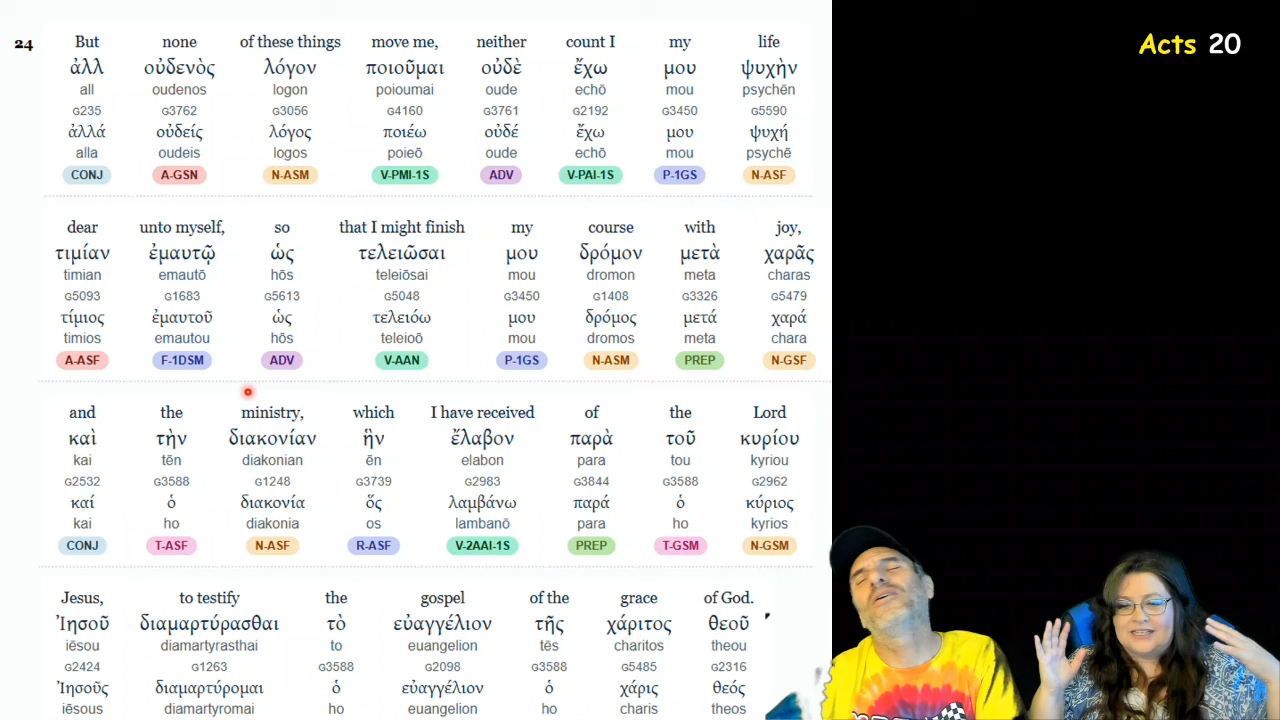 Acts 20
24 But none of these things move me, neither count I my life
ἀλλ οὐδενὸς λόγον ποιοῦμαι οὐδὲ ἔχω μου ψυχὴν
all oudenos logon poioumai oude echō mou psychēn
G235 G3762 G3056 G4160 G3761 G2192 G3450 G5590
ἀλλά οὐδείς λόγος ποιέω οὐδέ ἔχω μου ψυχή
alla oudeis logos poieō oude echō mou psychē
CONJ A-GSN N-ASM V-PMI-1S ADV V-PAI-1S P-1GS N-ASF
dear unto myself, so that I might finish my course with joy,
τιμίαν ἐμαυτῷ ὡς τελειῶσαι μου δρόμον μετὰ χαρᾶς
timian emautō hōs teleiōsai mou dromon meta charas
G5093 G1683 G5613 G5048 G3450 G1408 G3326 G5479
τίμιος ἐμαυτοῦ ὡς τελειόω μου δρόμος μετά χαρά
timios emautou hōs teleioō mou dromos meta chara
A-ASF F-1DSM ADV V-AAN P-1GS N-ASM PREP N-GSF
and the ministry, which I have received of the Lord
καὶ τὴν διακονίαν ἣν ἔλαβον παρὰ τοῦ κυρίου
kai tēn diakonian ēn elabon para tou kyriou
G2532 G3588 G1248 G3739 G2983 G3844 G3588 G2962
καί ὁ διακονία ὅς λαμβάνω παρά ὁ κύριος
kai ho diakonia os lambanō para ho kyrios
CONJ T-ASF N-ASF R-ASF V-2AAI-1S PREP T-GSM N-GSM
Jesus, to testify the gospel of the grace of God.
Ἰησοῦ διαμαρτύρασθαι τὸ εὐαγγέλιον τῆς χάριτος θεοῦ
iēsou diamartyrasthai to euangelion tēs charitos theou
G2424 G1263 G3588 G2098 G3588 G5485 G2316
Ἰησοῦς διαμαρτύρομαι ὁ εὐαγγέλιον ὁ χάρις θεός
iēsous diamartyromai ho euangelion ho charis theos